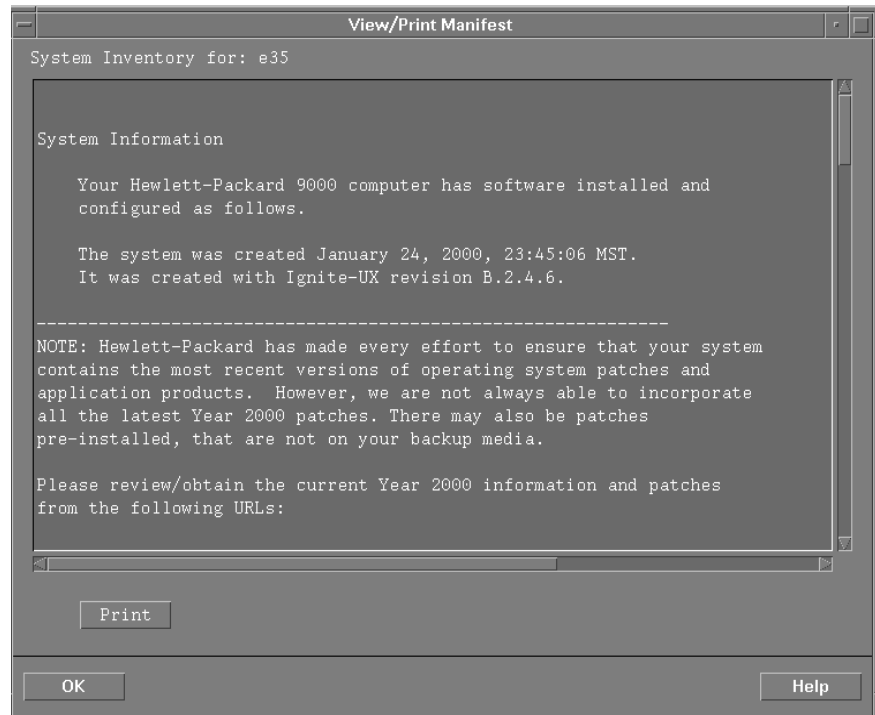 View/Print Manifest
System Inventory for: e35
System Information
Your Hewlett-Packard 9000 computer has software installed and
configured as follows.
The system was created January 24, 2000, 23:45:06 MST.
It was created with Ignite-UX revision B.2.4.6.
-------------------------------------------------------------
NOTE: Hewlett-Packard has made every effort to ensure that your system
contains the most recent versions of operating system patches and
application products.  However, we are not always able to incorporate
all the latest Year 2000 patches. There may also be patches
pre-installed, that are not on your backup media.
Please review/obtain the current Year 2000 information and patches
from the following URLs:
Print
OK
Help